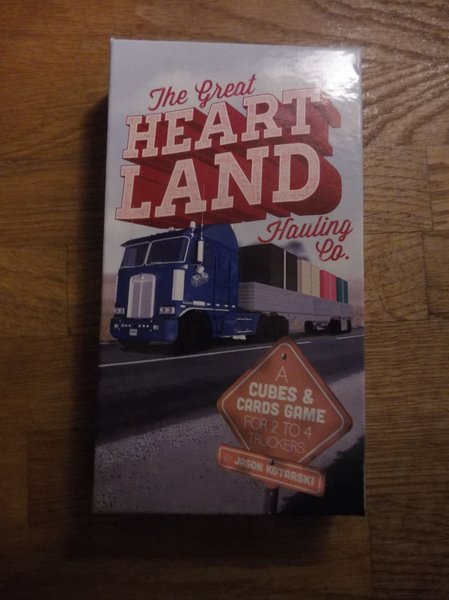 The Great
HEART
LAND
Hauling
Co.
A
CUBES &
CARDS GAME
FOR 2 TO 4
TRUCKERS
BY JASON KOTARSKI